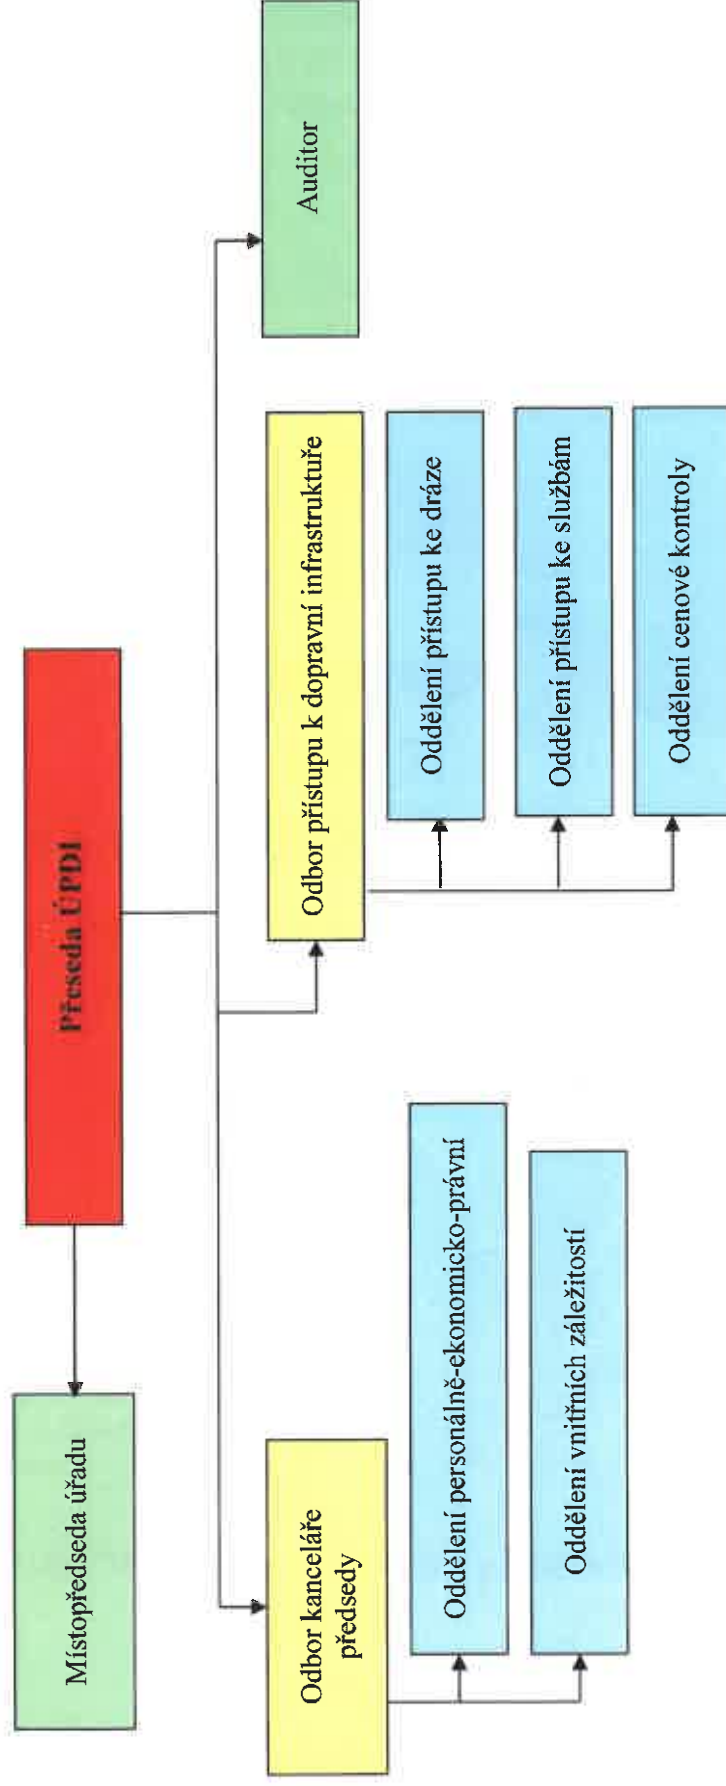 Předseda ÚPDI
Místopředseda úřadu
Auditor
Odbor kanceláře
předsedy
Oddělení personálně-ekonomicko-právní
Oddělení vnitřních záležitostí
Odbor přístupu k dopravní infrastruktuře
Oddělení přístupu ke dráze
Oddělení přístupu ke službám
Oddělení cenové kontroly